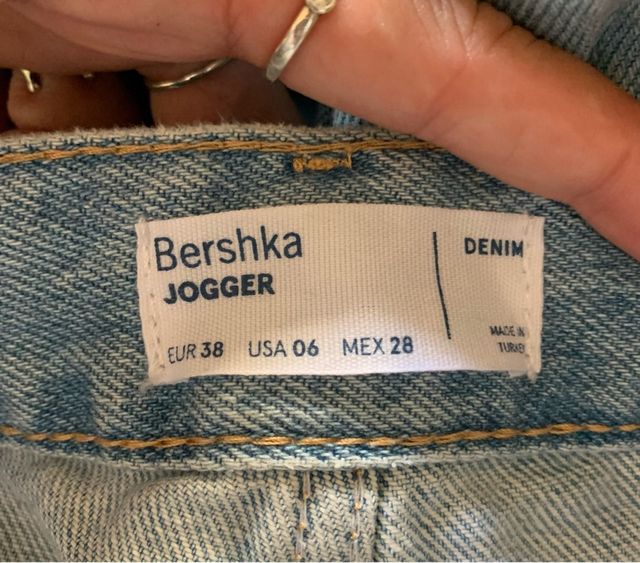 Bershka
JOGGER
EUR 38 USA 06 MEX 28
DENIM
MADE IN
TURKEY